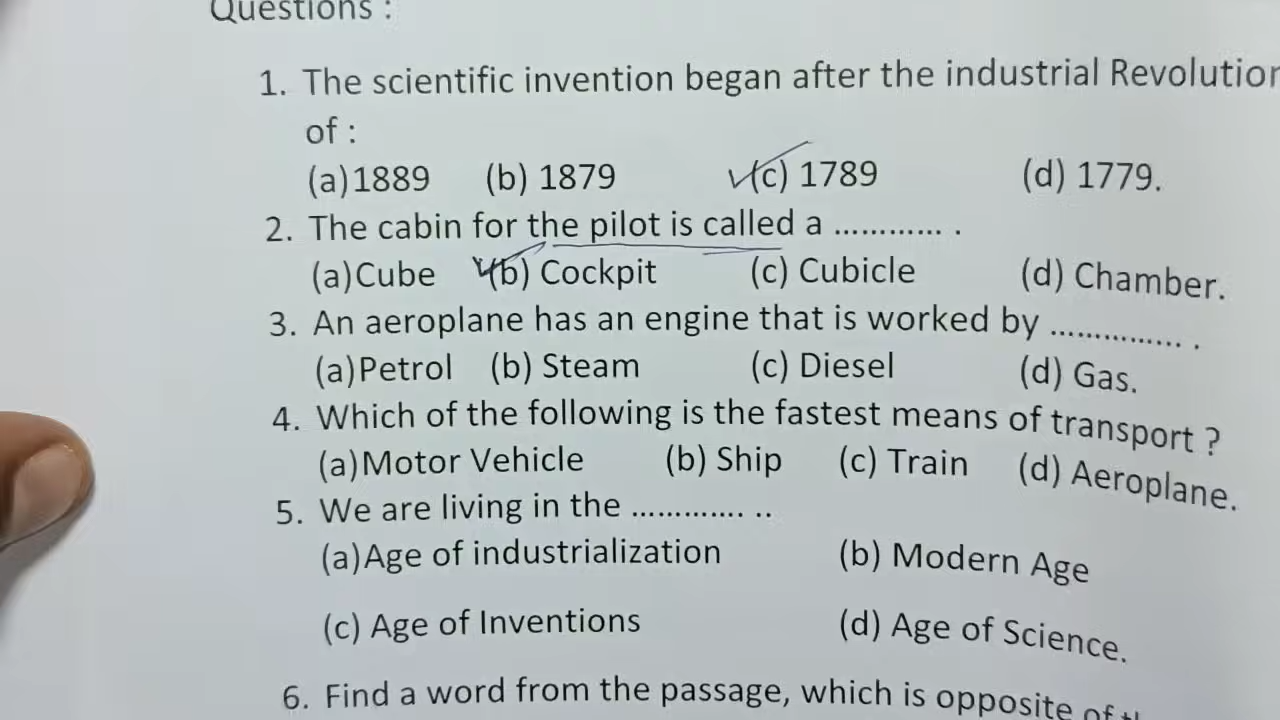 Questions :
1. The scientific invention began after the industrial Revolution
of :
(a)1889 (b) 1879 (c) 1789 (d) 1779.
2. The cabin for the pilot is called a ............. .
(a)Cube (b) Cockpit (c) Cubicle (d) Chamber.
3. An aeroplane has an engine that is worked by ............... .
(a)Petrol (b) Steam (c) Diesel (d) Gas.
4. Which of the following is the fastest means of transport ?
(a)Motor Vehicle (b) Ship (c) Train (d) Aeroplane.
5. We are living in the ............. ..
(a)Age of industrialization (b) Modern Age
(c) Age of Inventions (d) Age of Science.
6. Find a word from the passage, which is opposite of